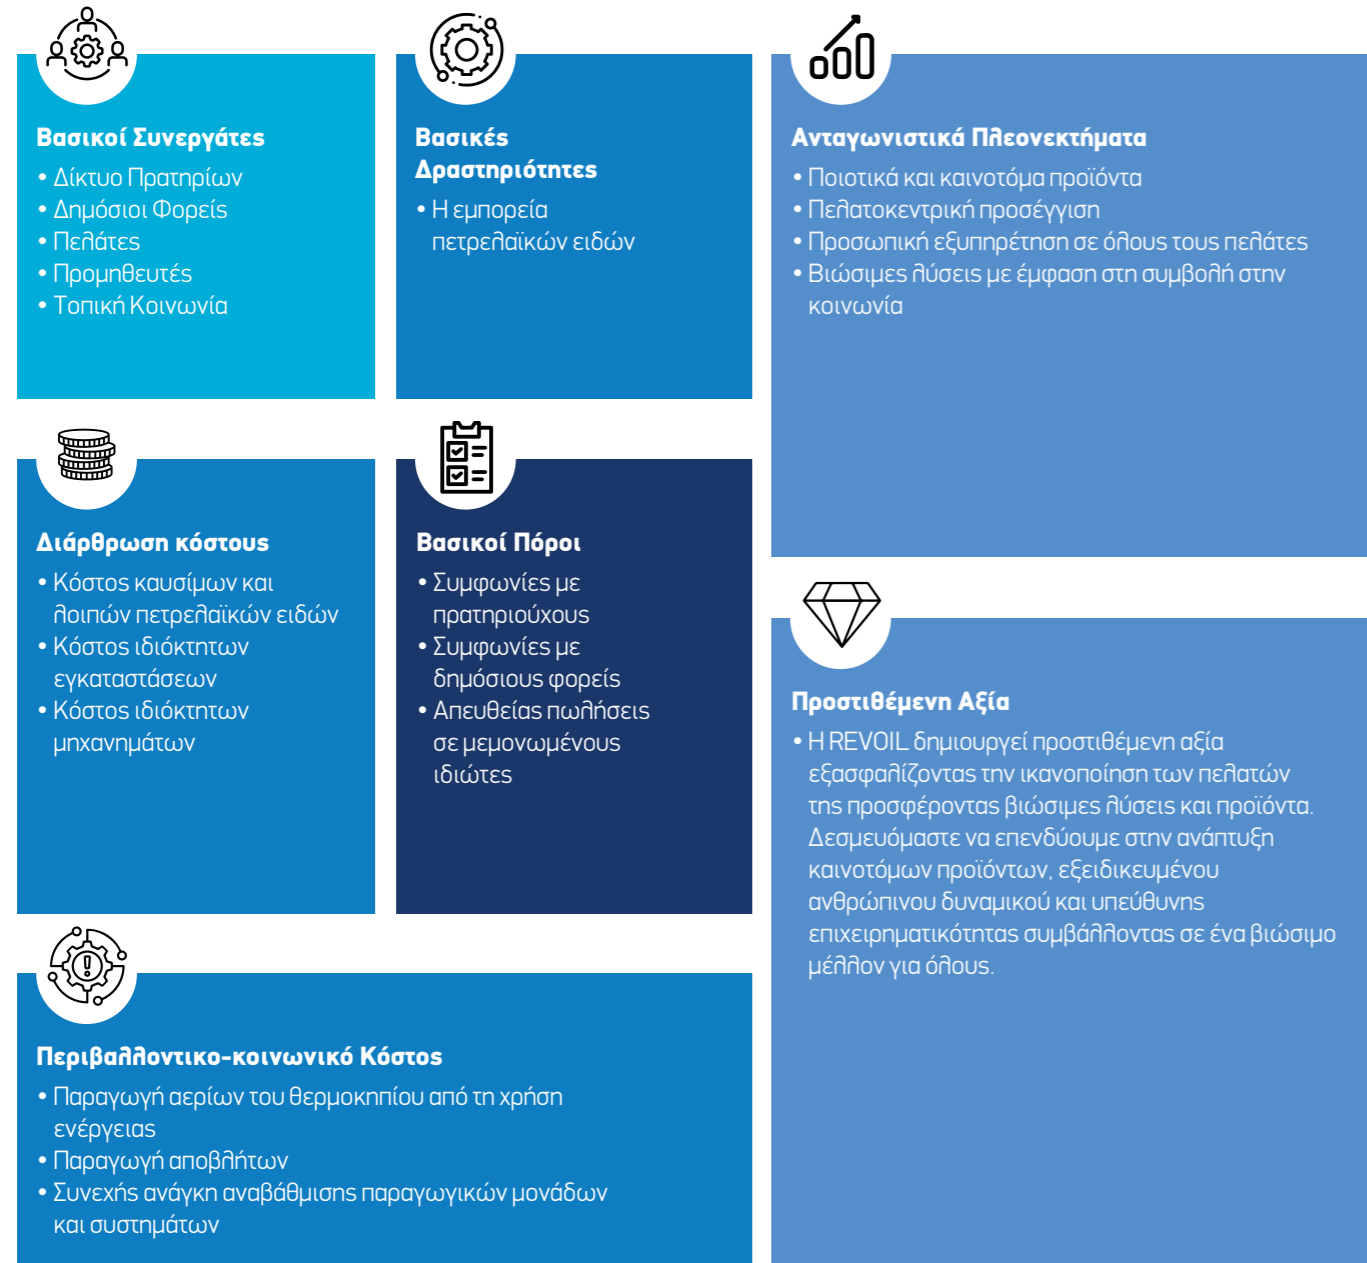 Βασικοί Συνεργάτες
• Δίκτυο Πρατηρίων
• Δημόσιοι Φορείς
• Πελάτες
• Προμηθευτές
• Τοπική Κοινωνία
Βασικές
Δραστηριότητες
• Η εμπορεία
πετρελαϊκών ειδών
Ανταγωνιστικά Πλεονεκτήματα
• Ποιοτικά και καινοτόμα προϊόντα
• Πελατοκεντρική προσέγγιση
• Προσωπική εξυπηρέτηση σε όλους τους πελάτες
• Βιώσιμες λύσεις με έμφαση στη συμβολή στην
κοινωνία
Διάρθρωση κόστους
• Κόστος καυσίμων και
λοιπών πετρελαϊκών ειδών
• Κόστος ιδιόκτητων
εγκαταστάσεων
• Κόστος ιδιόκτητων
μηχανημάτων
Βασικοί Πόροι
• Συμφωνίες με
πρατηριούχους
• Συμφωνίες με
δημόσιους φορείς
• Απευθείας πωλήσεις
σε μεμονωμένους
ιδιώτες
Προστιθέμενη Αξία
• Η REVOIL δημιουργεί προστιθέμενη αξία
εξασφαλίζοντας την ικανοποίηση των πελατών
της προσφέροντας βιώσιμες λύσεις και προϊόντα.
Δεσμευόμαστε να επενδύουμε στην ανάπτυξη
καινοτόμων προϊόντων, εξειδικευμένου
ανθρώπινου δυναμικού και υπεύθυνης
επιχειρηματικότητας συμβάλλοντας σε ένα βιώσιμο
μέλλον για όλους.
Περιβαλλοντικο-κοινωνικό Κόστος
• Παραγωγή αερίων του θερμοκηπίου από τη χρήση
ενέργειας
• Παραγωγή αποβλήτων
• Συνεχής ανάγκη αναβάθμισης παραγωγικών μονάδων
και συστημάτων